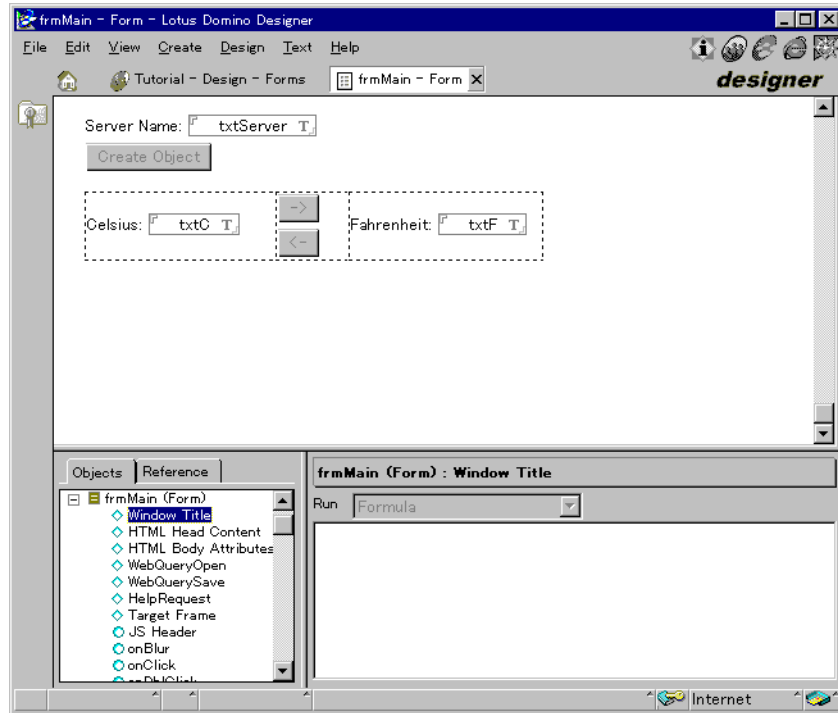 frmMain - Form - Lotus Domino Designer
File Edit View Create Design Text Help
Tutorial - Design - Forms frmMain - Form X
designer
Server Name: txtServer T
Create Object
->
Celsius: txtC T Fahrenheit: txtF T
<-
Objects Reference frmMain (Form) : Window Title
frmMain (Form) Run Formula
Window Title
HTML Head Content
HTML Body Attributes
WebQueryOpen
WebQuerySave
HelpRequest
Target Frame
JS Header
onBlur
onClick
onDblClick
Internet